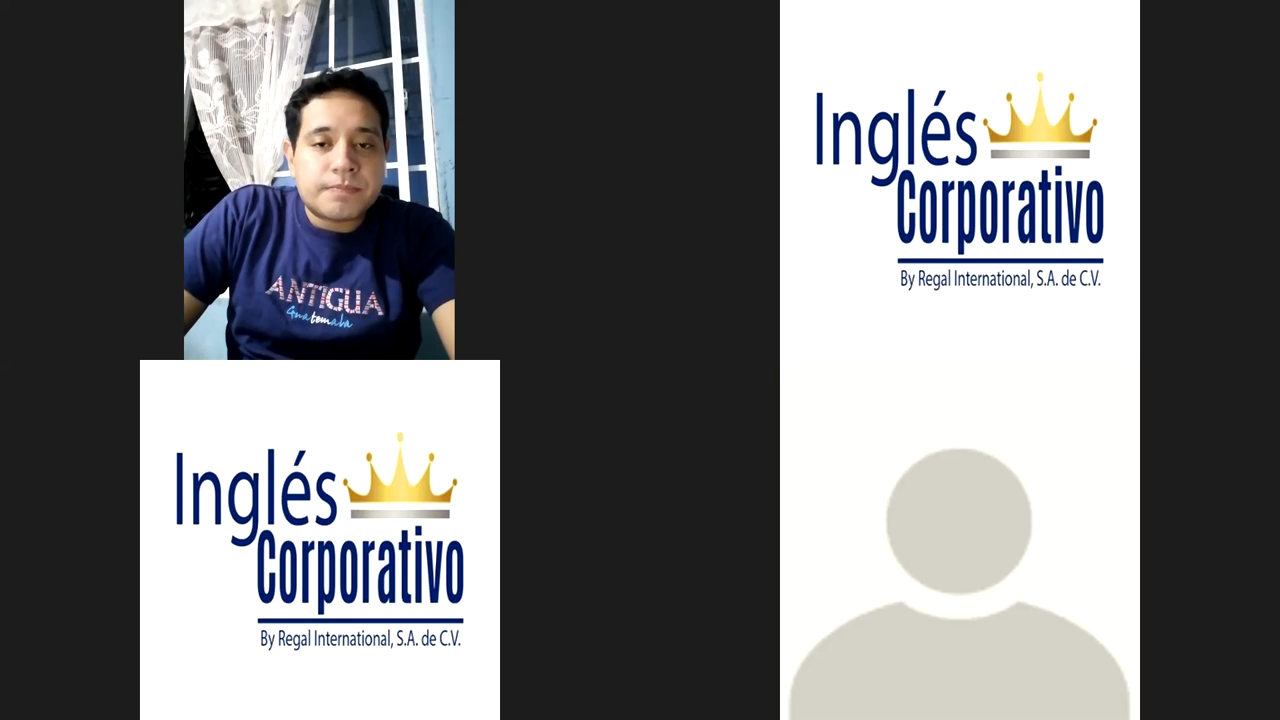 ANTIGUA
Guatemala
Inglés
Corporativo
By Regal International, S.A. de C.V.
Inglés
Corporativo
By Regal International, S.A. de C.V.